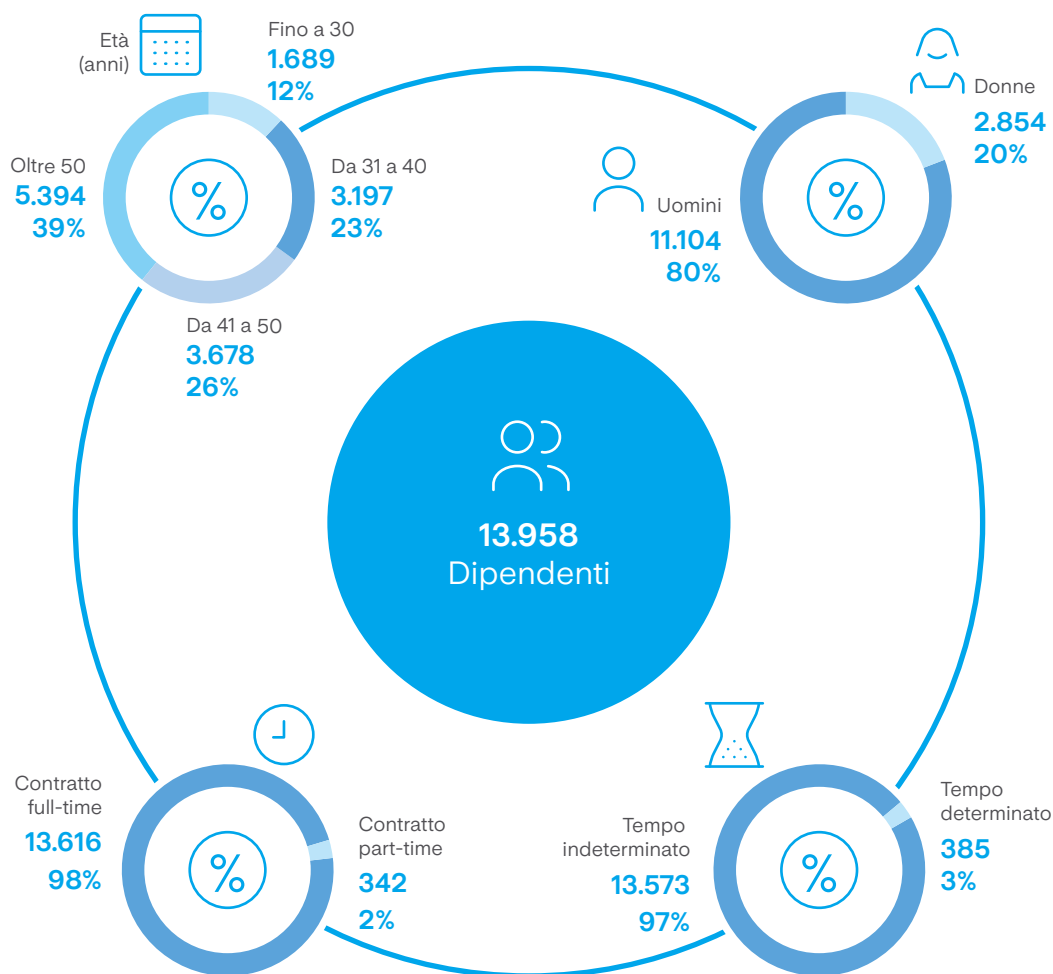 Età
(anni)
Fino a 30
1.689
12%
Oltre 50
5.394
39%
%
Da 31 a 40
3.197
23%
Da 41 a 50
3.678
26%
Donne
2.854
20%
%
Uomini
11.104
80%
13.958
Dipendenti
Contratto
full-time
13.616
98%
%
Contratto
part-time
342
2%
Tempo
indeterminato
13.573
97%
%
Tempo
determinato
385
3%